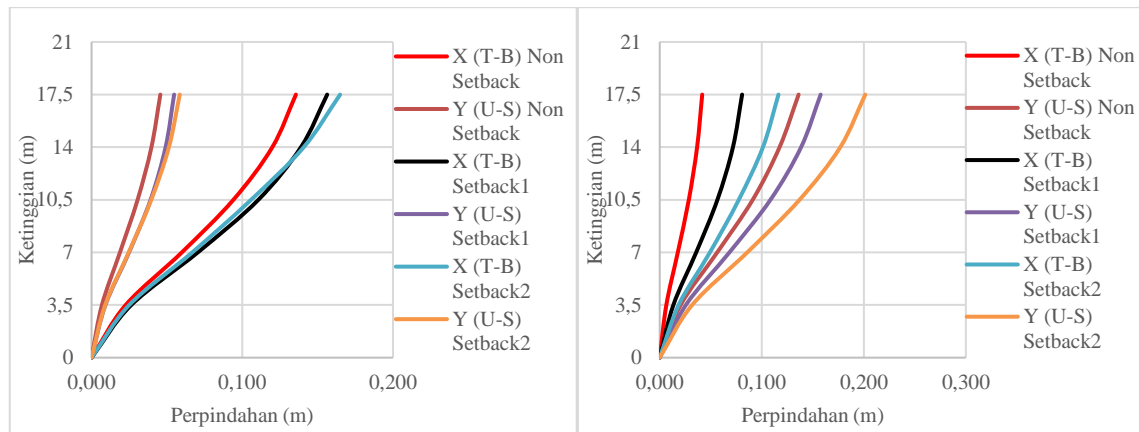 21
17,5
14
10,5
7
3,5
0
Ketinggian (m)
0,000
0,100
0,200
Perpindahan (m)
X (T-B) Non
Setback
Y (U-S) Non
Setback
X (T-B)
Setback1
Y (U-S)
Setback1
X (T-B)
Setback2
Y (U-S)
Setback2
21
17,5
14
10,5
7
3,5
0
Ketinggian (m)
0,000
0,100
0,200
0,300
Perpindahan (m)
X (T-B) Non
Setback
Y (U-S) Non
Setback
X (T-B)
Setback1
Y (U-S)
Setback1
X (T-B)
Setback2
Y (U-S)
Setback2